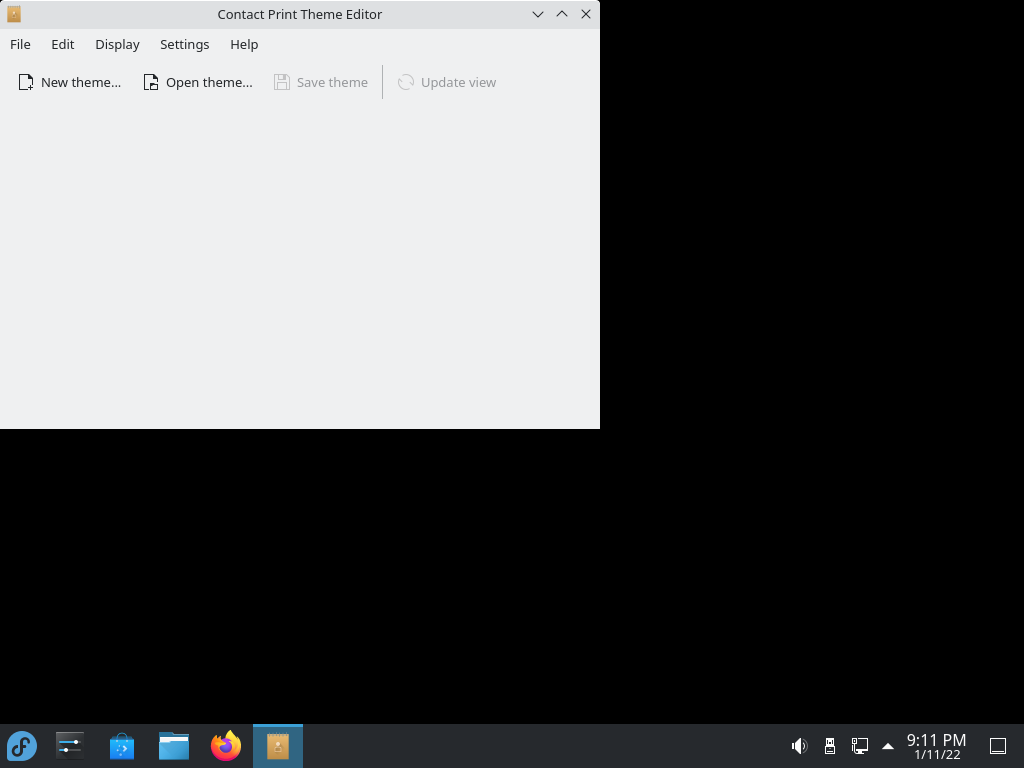 Contact Print Theme Editor
File Edit Display Settings Help
New theme... Open theme... Save theme Update view
9:11 PM
1/11/22